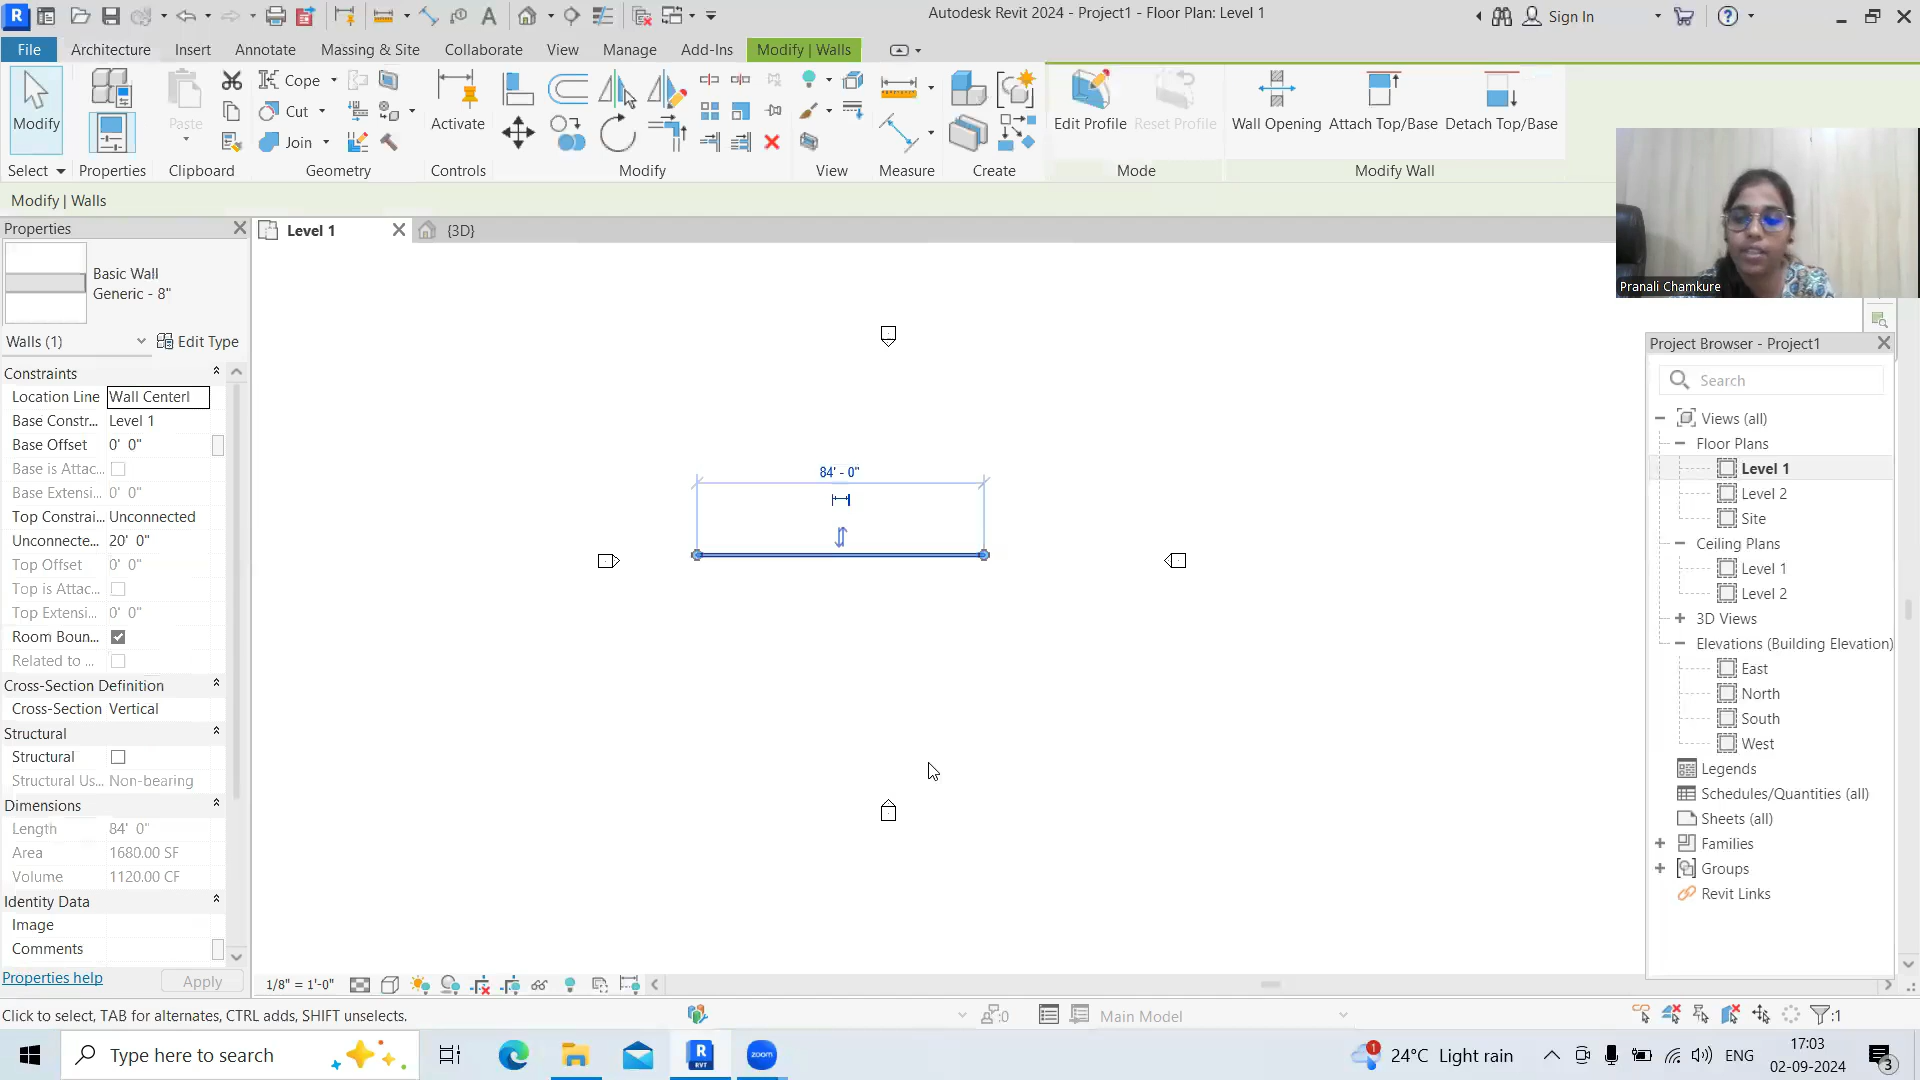 Autodesk Revit 2024 - Project1 - Floor Plan: Level 1
Sign In
File
Architecture
Insert
Annotate
Massing & Site
Collaborate
View
Manage
Add-Ins
Modify | Walls
Modify
Paste
Cope
Cut
Join
Activate
Edit Profile
Reset Profile
Wall Opening
Attach Top/Base
Detach Top/Base
Select
Properties
Clipboard
Geometry
Controls
Modify
View
Measure
Create
Mode
Modify Wall
Modify | Walls
Pranali Chamkure
Properties
Level 1
{3D}
Basic Wall
Generic - 8"
Walls (1)
Edit Type
Constraints
Location Line Wall Centerl
Base Constr... Level 1
Base Offset 0' 0"
Base is Attac...
Base Extensi... 0' 0"
Top Constrai... Unconnected
Unconnecte... 20' 0"
Top Offset 0' 0"
Top is Attac...
Top Extensi... 0' 0"
Room Boun...
Related to ...
Cross-Section Definition
Cross-Section Vertical
Structural
Structural
Structural Us... Non-bearing
Dimensions
Length 84' 0"
Area 1680.00 SF
Volume 1120.00 CF
Identity Data
Image
Comments
Properties help
Apply
84' - 0"
Project Browser - Project1
Search
Views (all)
Floor Plans
Level 1
Level 2
Site
Ceiling Plans
Level 1
Level 2
3D Views
Elevations (Building Elevation)
East
North
South
West
Legends
Schedules/Quantities (all)
Sheets (all)
Families
Groups
Revit Links
1/8" = 1'-0"
Click to select, TAB for alternates, CTRL adds, SHIFT unselects.
:0
Main Model
:1
Type here to search
R
RVT
zoom
1
24°C Light rain
ENG
17:03
02-09-2024
3